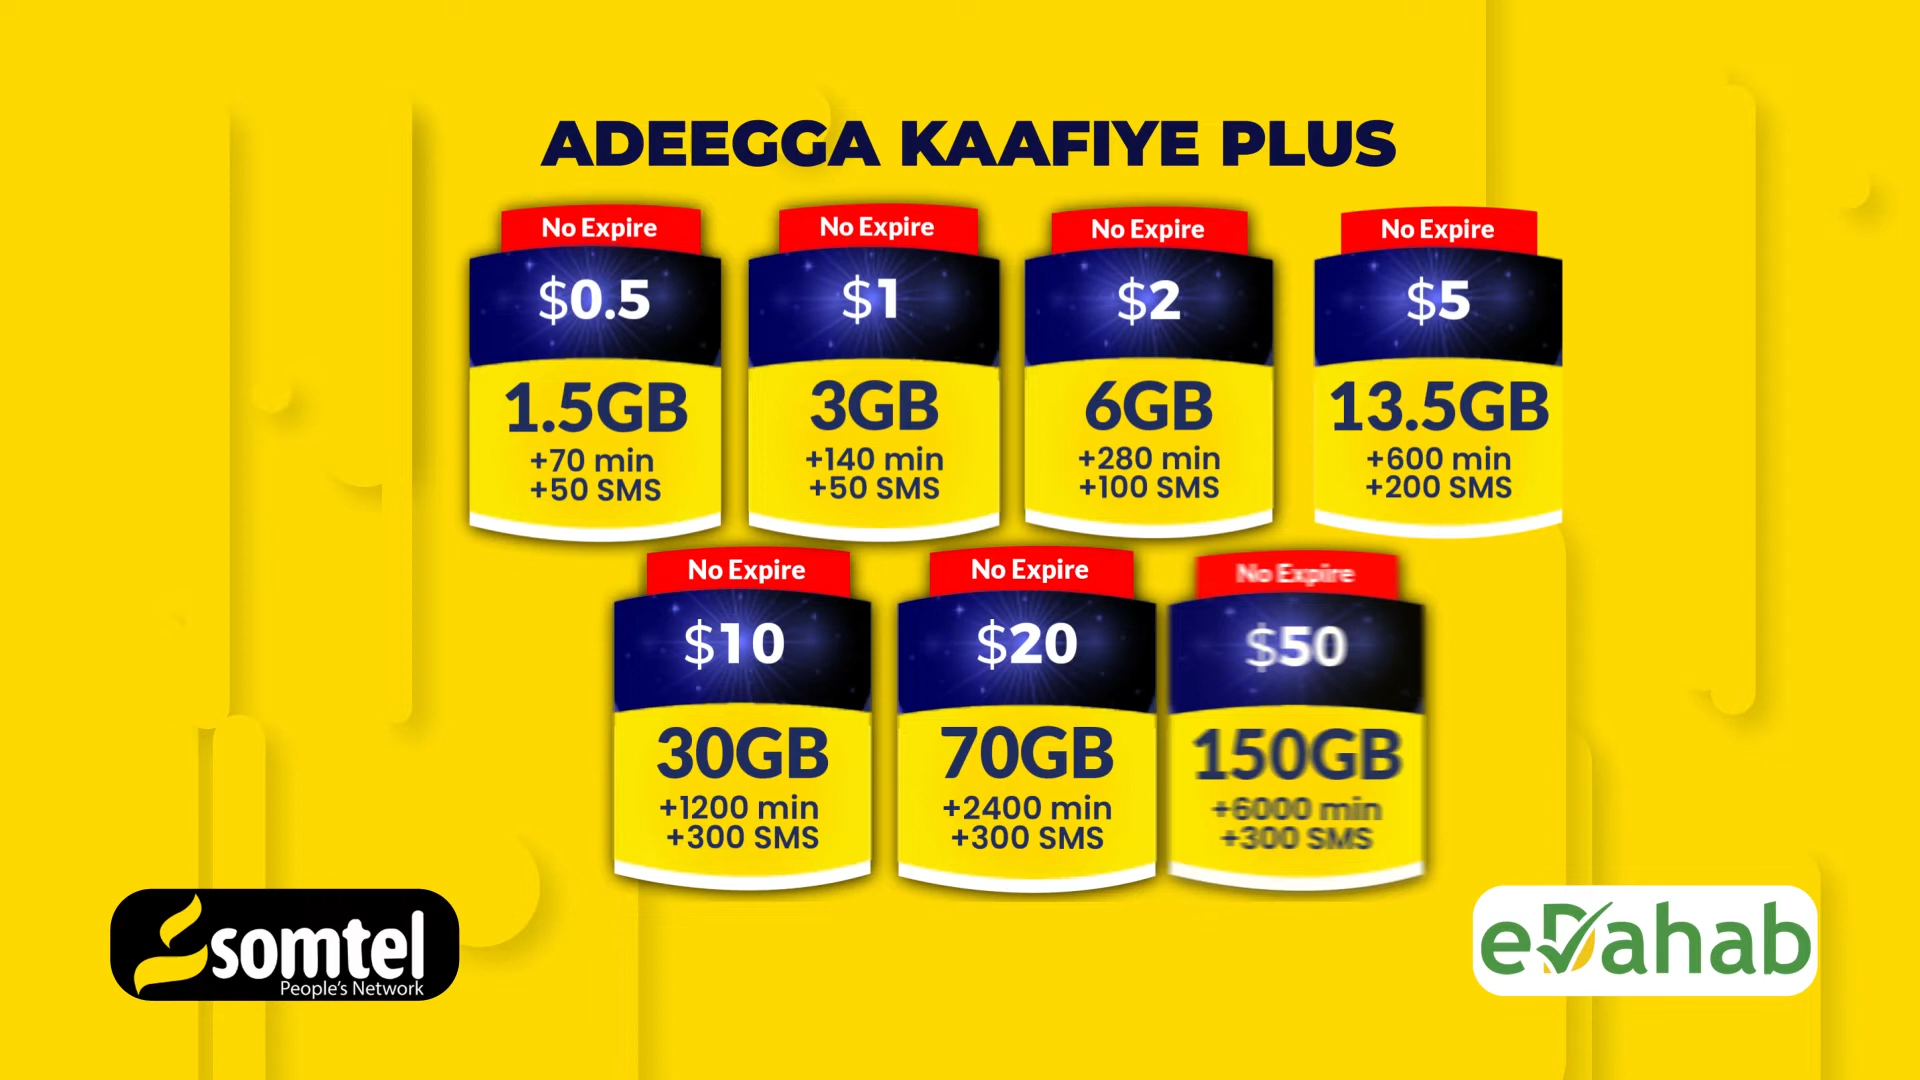 ADEEGGA KAAFIYE PLUS
No Expire
$0.5
1.5GB
+70 min
+50 SMS
No Expire
$1
3GB
+140 min
+50 SMS
No Expire
$2
6GB
+280 min
+100 SMS
No Expire
$5
13.5GB
+600 min
+200 SMS
No Expire
$10
30GB
+1200 min
+300 SMS
No Expire
$20
70GB
+2400 min
+300 SMS
No Expire
$50
150GB
+6000 min
+300 SMS
somtel
People's Network
eDahab